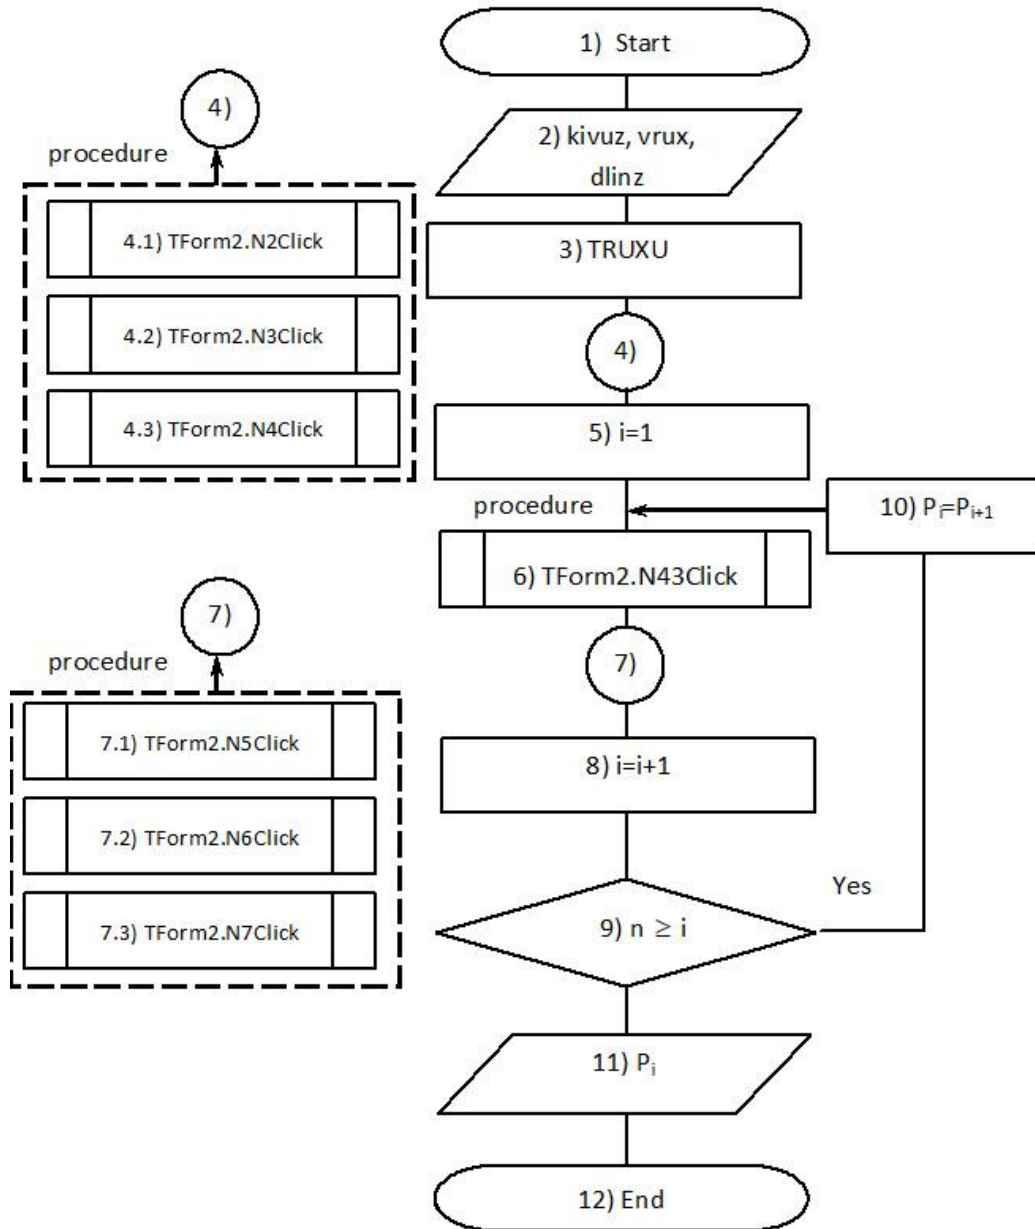 1) Start
2) kivuz, vrux,
dlinz
3) TRUXU
4)
5) i=1
procedure
6) TForm2.N43Click
7)
8) i=i+1
9) n ≥ i
Yes
10) Pi=Pi+1
11) Pi
12) End
4)
procedure
4.1) TForm2.N2Click
4.2) TForm2.N3Click
4.3) TForm2.N4Click
7)
procedure
7.1) TForm2.N5Click
7.2) TForm2.N6Click
7.3) TForm2.N7Click